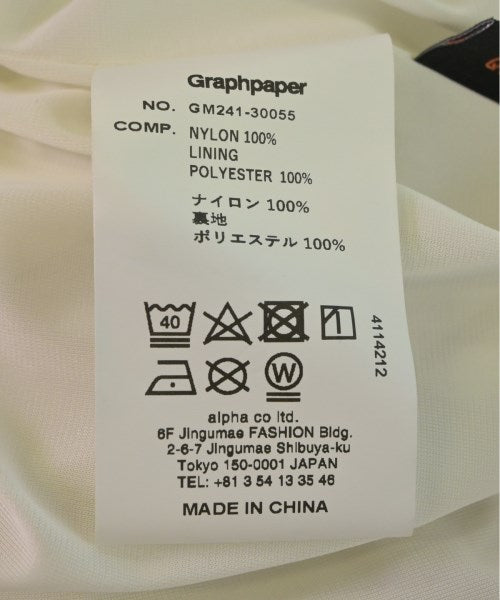 Graphpaper
NO. GM241-30055
COMP. NYLON 100%
LINING
POLYESTER 100%
ナイロン 100%
裏地
ポリエステル 100%
40
W
4114212
alpha co ltd.
6F Jingumae FASHION Bldg.
2-6-7 Jingumae Shibuya-ku
Tokyo 150-0001 JAPAN
TEL: +81 3 54 13 35 46
MADE IN CHINA